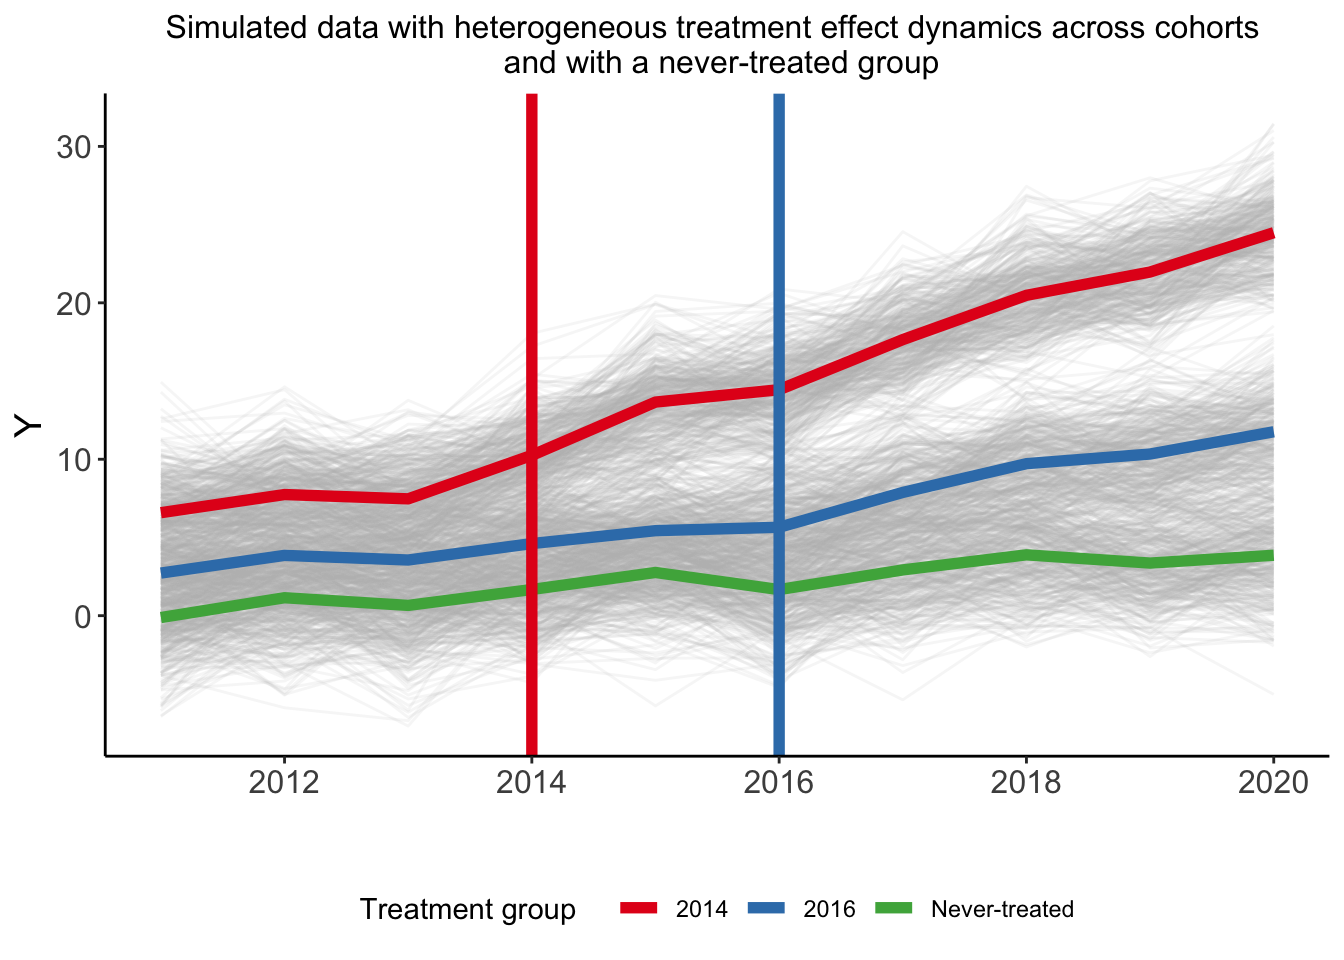 Simulated data with heterogeneous treatment effect dynamics across cohorts
and with a never-treated group
Y
30
20
10
0
2012 2014 2016 2018 2020
Treatment group 2014 2016 Never-treated